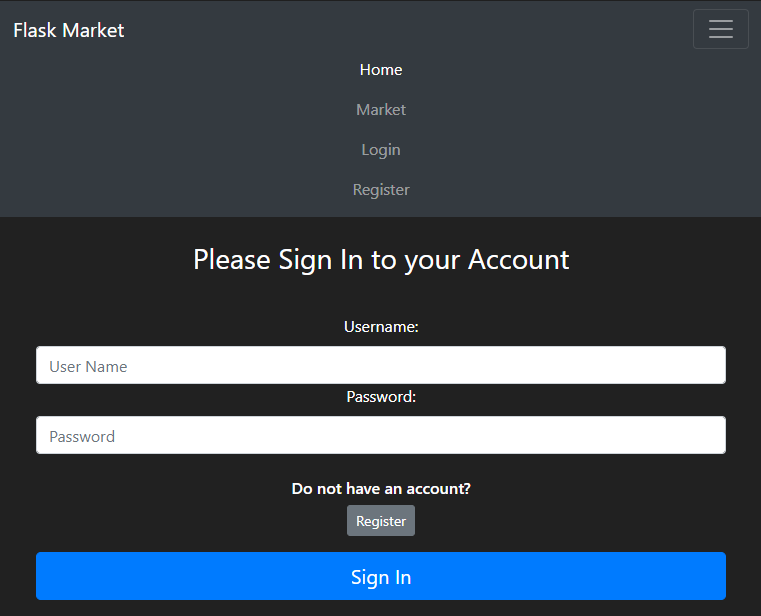 Flask Market
Home
Market
Login
Register
Please Sign In to your Account
Username:
User Name
Password:
Password
Do not have an account?
Register
Sign In